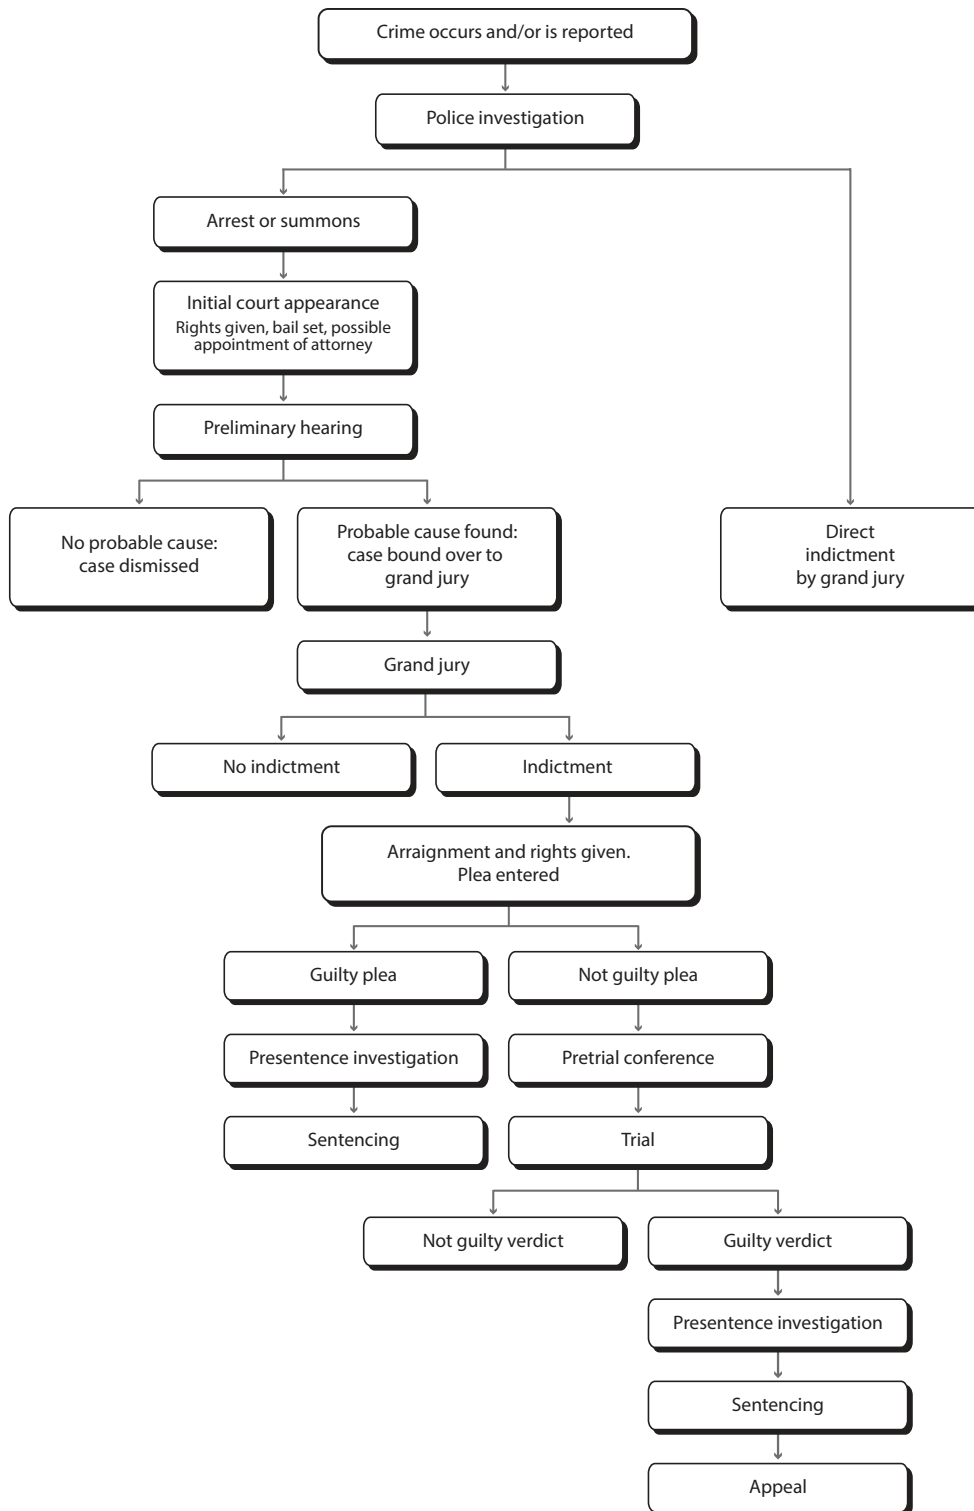 Crime occurs and/or is reported
Police investigation
Arrest or summons
Initial court appearance
Rights given, bail set, possible
appointment of attorney
Preliminary hearing
No probable cause:
case dismissed
Probable cause found:
case bound over to
grand jury
Direct
indictment
by grand jury
Grand jury
No indictment
Indictment
Arraignment and rights given.
Plea entered
Guilty plea
Not guilty plea
Presentence investigation
Pretrial conference
Sentencing
Trial
Not guilty verdict
Guilty verdict
Presentence investigation
Sentencing
Appeal